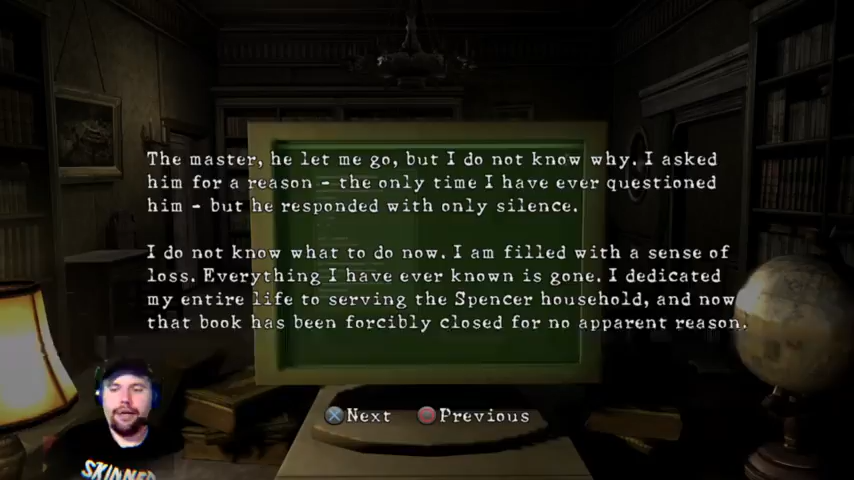 The master, he let me go, but I do not know why. I asked
him for a reason - the only time I have ever questioned
him - but he responded with only silence.
I do not know what to do now. I am filled with a sense of
loss. Everything I have ever known is gone. I dedicated
my entire life to serving the Spencer household, and now
that book has been forcibly closed for no apparent reason.
Next Previous
SKINNED